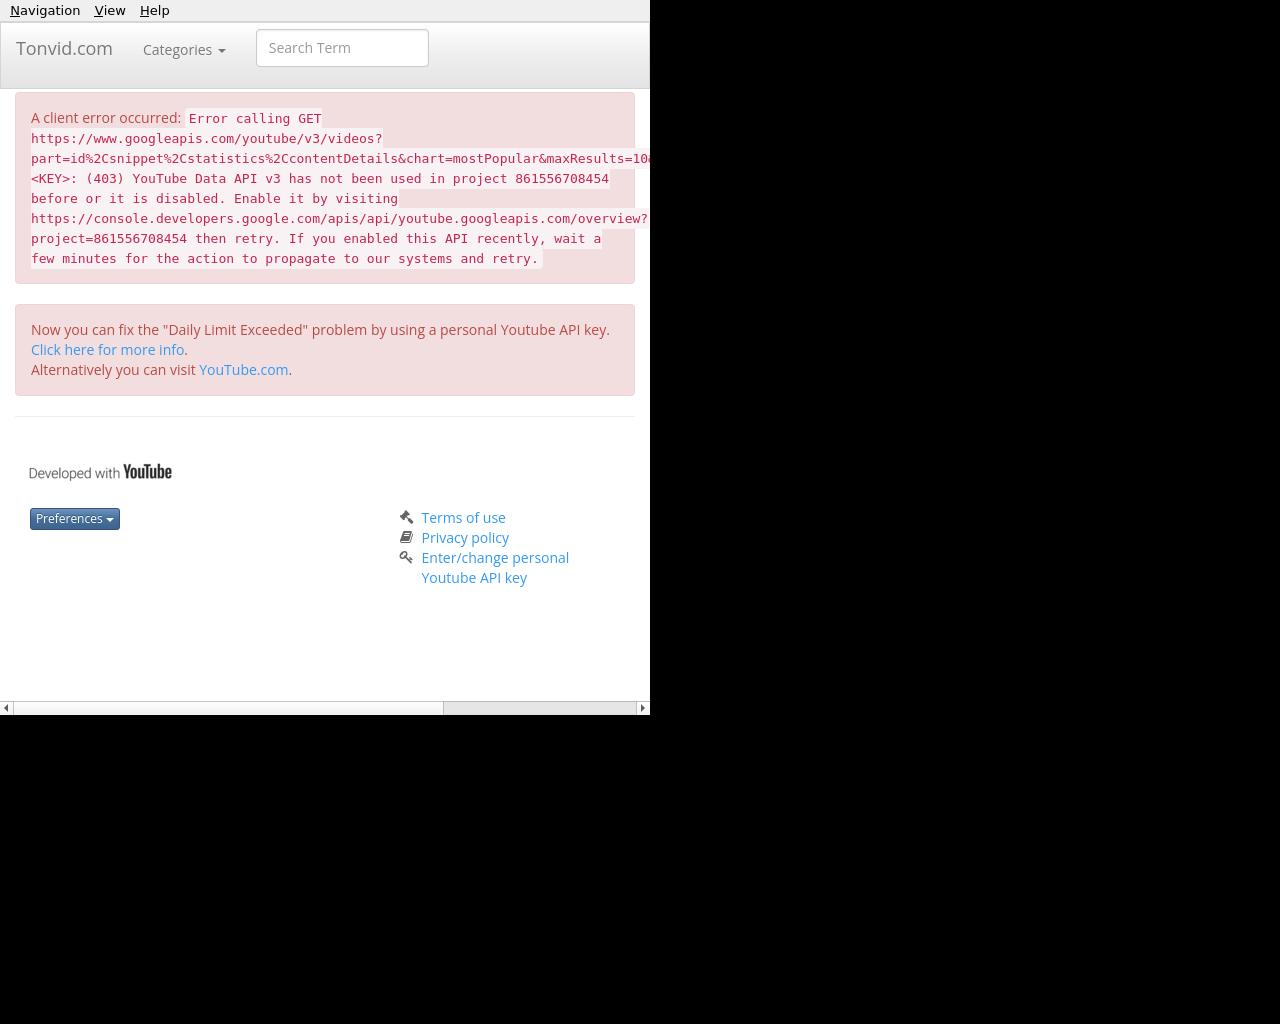 Navigation View Help
Tonvid.com Categories Search Term
A client error occurred: Error calling GET
https://www.googleapis.com/youtube/v3/videos?
part=id%2Csnippet%2Cstatistics%2CcontentDetails&chart=mostPopular&maxResults=10
<KEY>: (403) YouTube Data API v3 has not been used in project 861556708454
before or it is disabled. Enable it by visiting
https://console.developers.google.com/apis/api/youtube.googleapis.com/overview?
project=861556708454 then retry. If you enabled this API recently, wait a
few minutes for the action to propagate to our systems and retry.
Now you can fix the "Daily Limit Exceeded" problem by using a personal Youtube API key.
Click here for more info.
Alternatively you can visit YouTube.com.
Developed with YouTube
Preferences
Terms of use
Privacy policy
Enter/change personal
Youtube API key